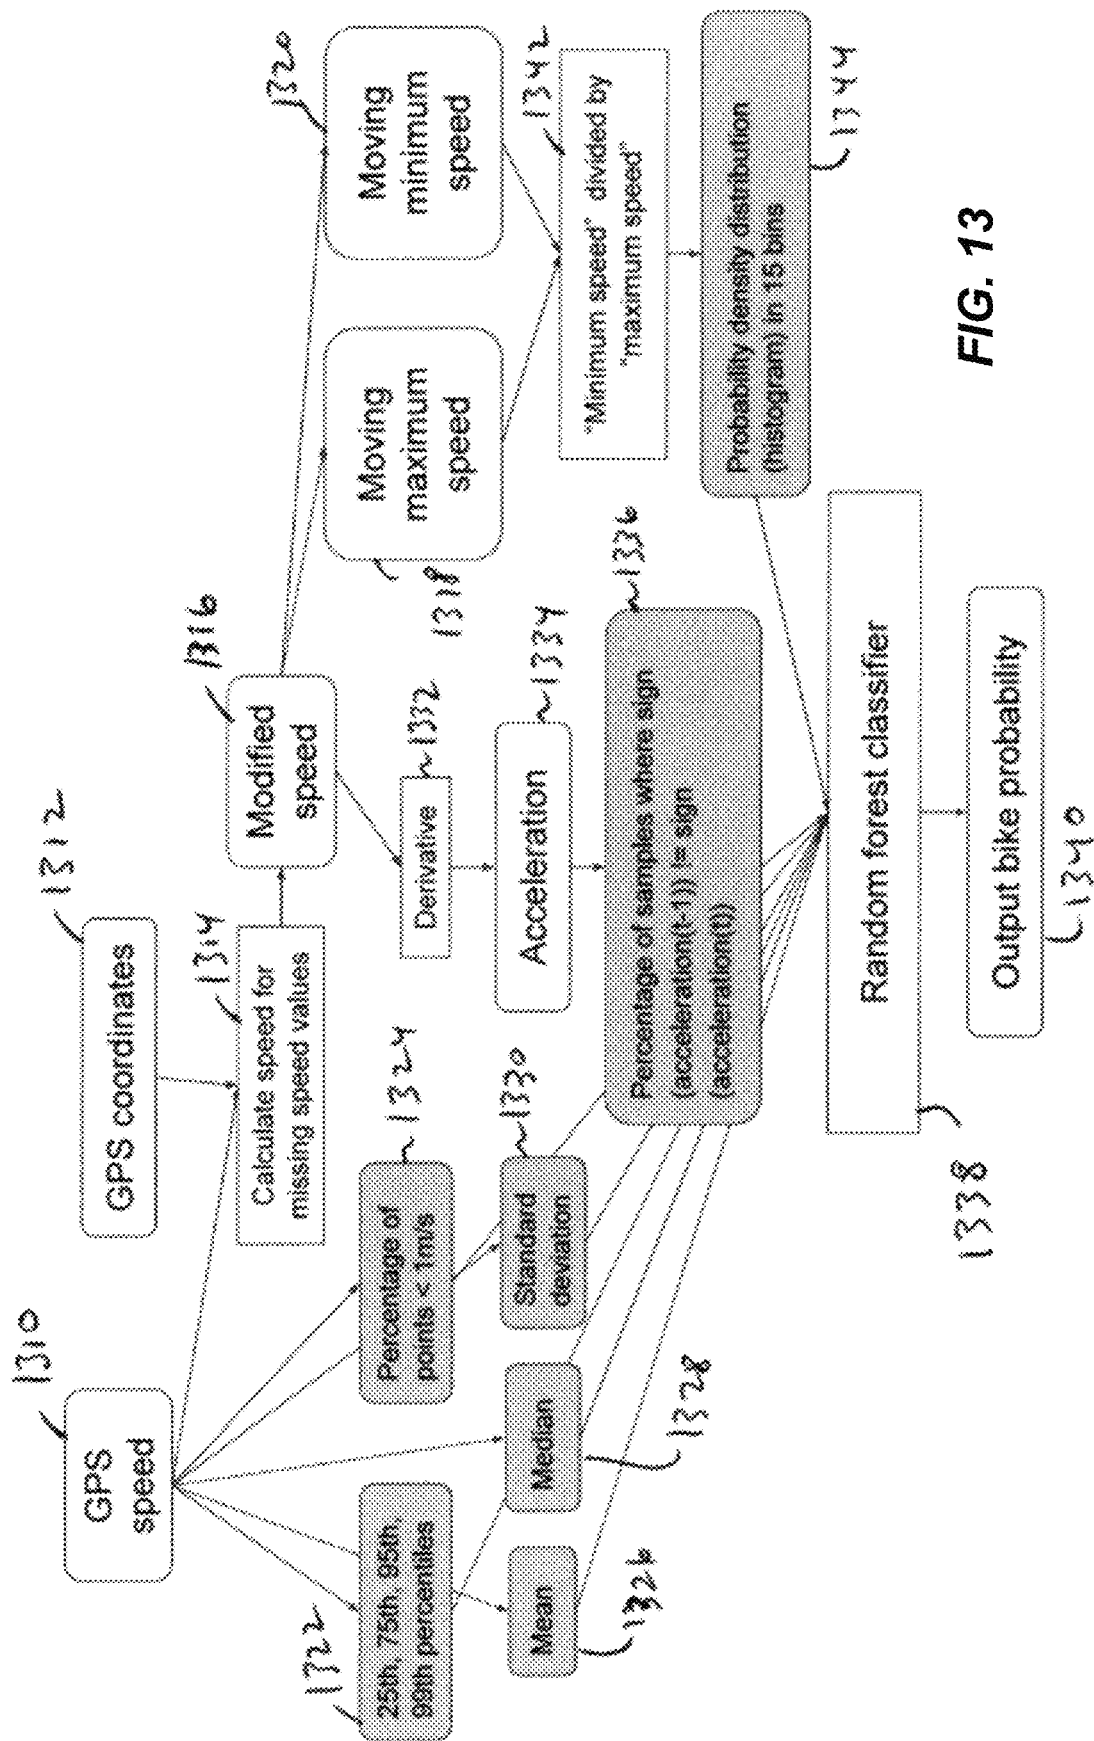 1310
GPS
speed
1312
GPS coordinates
1314
Calculate speed for
missing speed values
1316
Modified
speed
1318
Moving
maximum
speed
1320
Moving
minimum
speed
1322
25th, 75th, 95th,
99th percentiles
1324
Percentage of
points < 1m/s
1326
Mean
1328
Median
1330
Standard
deviation
1332
Derivative
1334
Acceleration
1336
Percentage of samples where sign
(acceleration(t-1)) != sign
(acceleration(t))
1342
"Minimum speed" divided by
"maximum speed"
1344
Probability density distribution
(histogram) in 15 bins
1338
Random forest classifier
1340
Output bike probability
FIG. 13